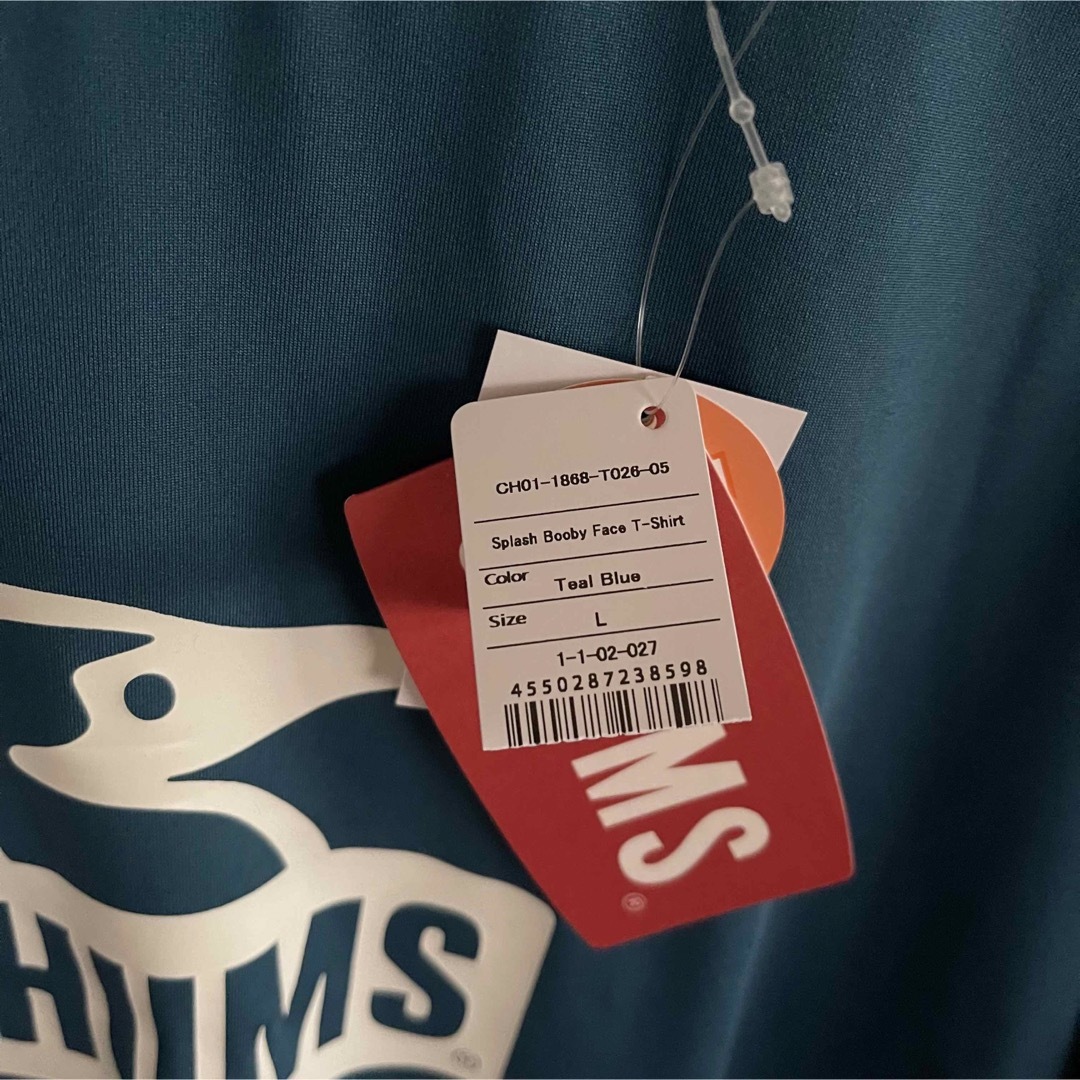 CH01-1868-T026-05
Splash Booby Face T-Shirt
Color Teal Blue
Size L
1-1-02-027
4550287238598
MS
®
HUMS
®